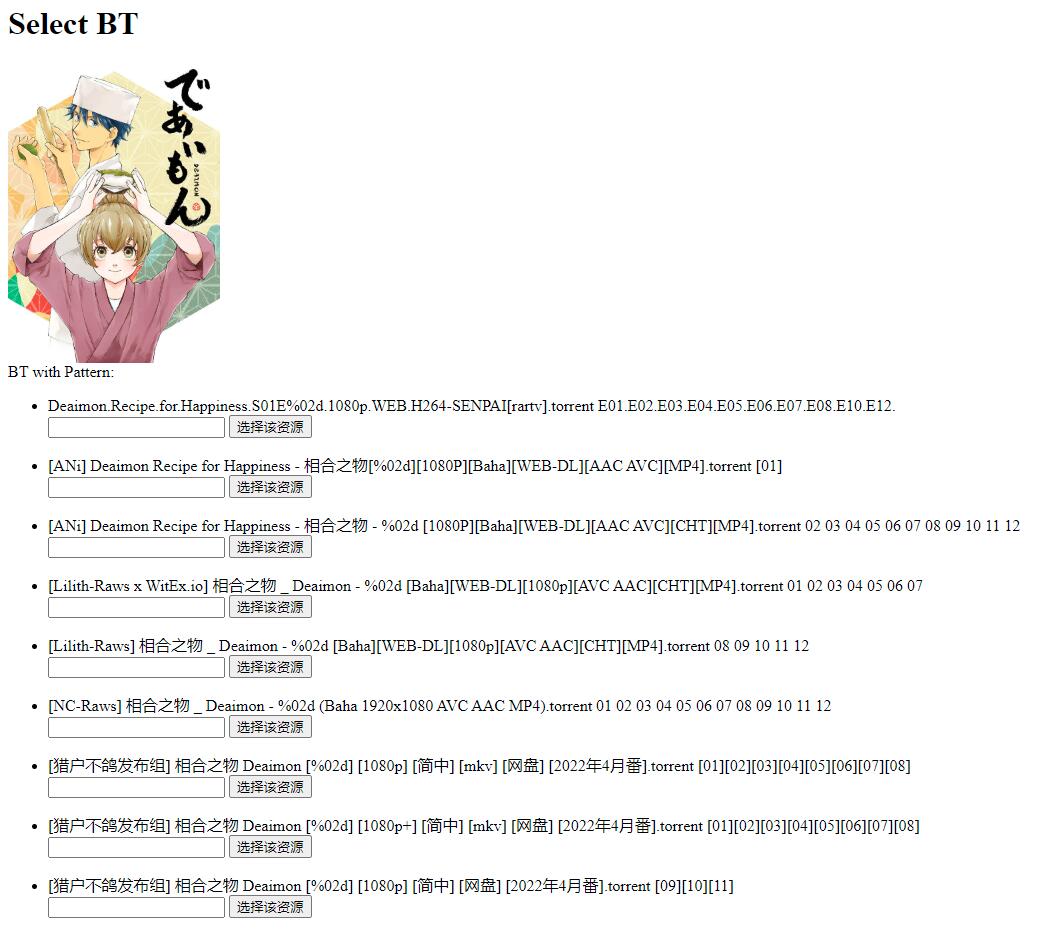 Select BT
であいもん
BT with Pattern:
Deaimon.Recipe.for.Happiness.S01E%02d.1080p.WEB.H264-SENPAI[rartv].torrent E01.E02.E03.E04.E05.E06.E07.E08.E10.E12.
选择该资源
[ANi] Deaimon Recipe for Happiness - 相合之物[%02d][1080P][Baha][WEB-DL][AAC AVC][MP4].torrent [01]
选择该资源
[ANi] Deaimon Recipe for Happiness - 相合之物 - %02d [1080P][Baha][WEB-DL][AAC AVC][CHT][MP4].torrent 02 03 04 05 06 07 08 09 10 11 12
选择该资源
[Lilith-Raws x WitEx.io] 相合之物 _ Deaimon - %02d [Baha][WEB-DL][1080p][AVC AAC][CHT][MP4].torrent 01 02 03 04 05 06 07
选择该资源
[Lilith-Raws] 相合之物 _ Deaimon - %02d [Baha][WEB-DL][1080p][AVC AAC][CHT][MP4].torrent 08 09 10 11 12
选择该资源
[NC-Raws] 相合之物 _ Deaimon - %02d (Baha 1920x1080 AVC AAC MP4).torrent 01 02 03 04 05 06 07 08 09 10 11 12
选择该资源
[猎户不鸽发布组] 相合之物 Deaimon [%02d] [1080p] [简中] [mkv] [网盘] [2022年4月番].torrent [01][02][03][04][05][06][07][08]
选择该资源
[猎户不鸽发布组] 相合之物 Deaimon [%02d] [1080p+] [简中] [mkv] [网盘] [2022年4月番].torrent [01][02][03][04][05][06][07][08]
选择该资源
[猎户不鸽发布组] 相合之物 Deaimon [%02d] [1080p] [简中] [网盘] [2022年4月番].torrent [09][10][11]
选择该资源